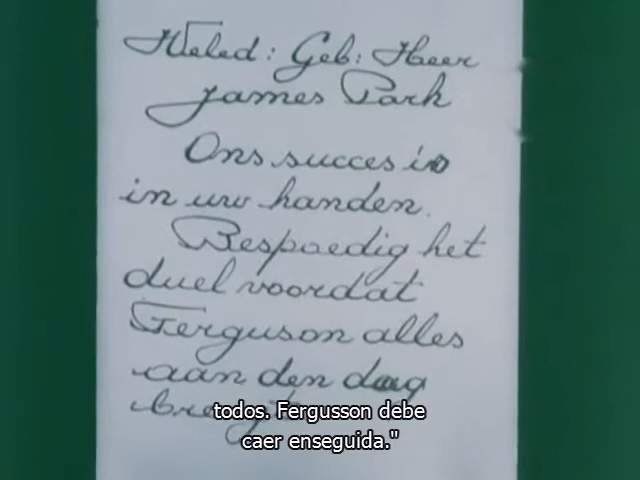 Weled: Geb: Heer
James Park
Ons succes is
in uw handen.
Bespoedig het
duel voordat
Ferguson alles
aan den dag
todos. Fergusson debe
caer enseguida."